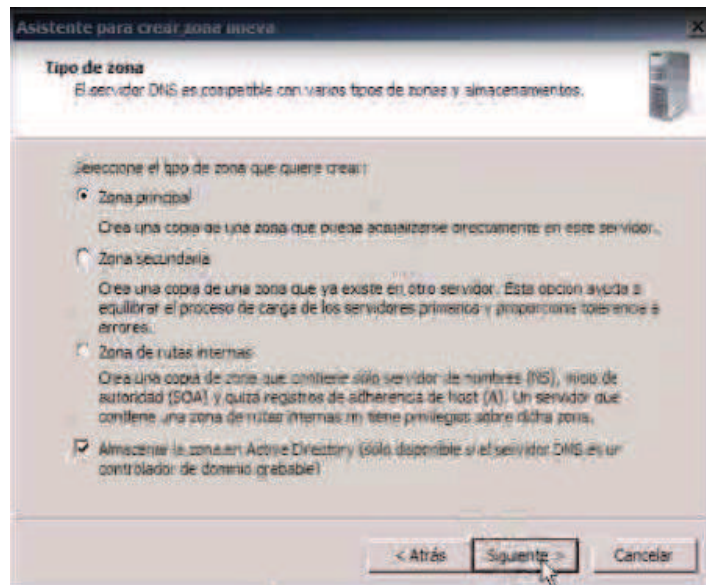 Asistente para crear zona nueva
Tipo de zona
El servidor DNS es compatible con varios tipos de zonas y almacenamientos.
Seleccione el tipo de zona que quiere crear:
Zona principal
Crea una copia de una zona que puede actualizarse directamente en este servidor.
Zona secundaria
Crea una copia de una zona que ya existe en otro servidor. Esta opción ayuda a
equilibrar el proceso de carga de los servidores primarios y proporciona tolerancia a
errores.
Zona de rutas internas
Crea una copia de zona que contiene sólo servidor de nombres (NS), inicio de
autoridad (SOA) y quizá registros de adherencia de host (A). Un servidor que
contiene una zona de rutas internas no tiene privilegios sobre dicha zona.
Almacenar la zona en Active Directory (sólo disponible si el servidor DNS es un
controlador de dominio grabable)
< Atrás
Siguiente >
Cancelar